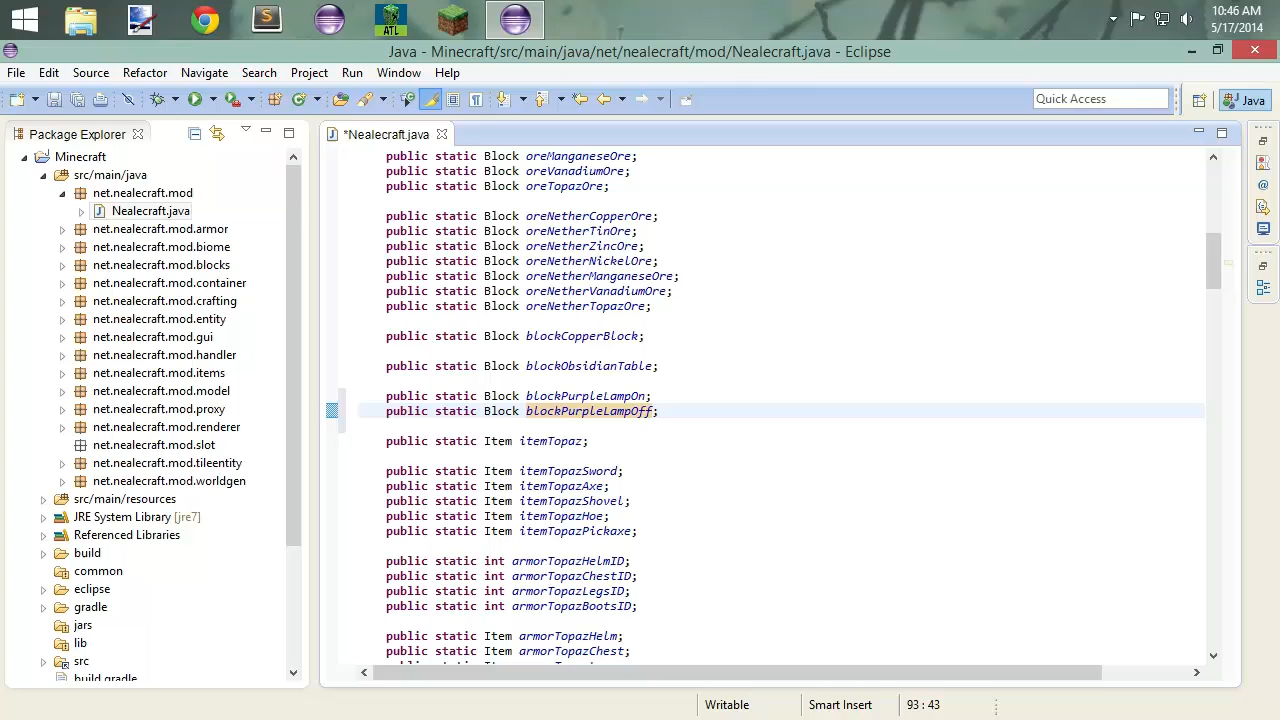 ATL
10:46 AM
5/17/2014
Java - Minecraft/src/main/java/net/nealecraft/mod/Nealecraft.java - Eclipse
File Edit Source Refactor Navigate Search Project Run Window Help
Quick Access
Java
Package Explorer
Minecraft
src/main/java
net.nealecraft.mod
Nealecraft.java
net.nealecraft.mod.armor
net.nealecraft.mod.biome
net.nealecraft.mod.blocks
net.nealecraft.mod.container
net.nealecraft.mod.crafting
net.nealecraft.mod.entity
net.nealecraft.mod.gui
net.nealecraft.mod.handler
net.nealecraft.mod.items
net.nealecraft.mod.model
net.nealecraft.mod.proxy
net.nealecraft.mod.renderer
net.nealecraft.mod.slot
net.nealecraft.mod.tileentity
net.nealecraft.mod.worldgen
src/main/resources
JRE System Library [jre7]
Referenced Libraries
build
common
eclipse
gradle
jars
lib
src
build.gradle
*Nealecraft.java
public static Block oreManganeseOre;
public static Block oreVanadiumOre;
public static Block oreTopazOre;
public static Block oreNetherCopperOre;
public static Block oreNetherTinOre;
public static Block oreNetherZincOre;
public static Block oreNetherNickelOre;
public static Block oreNetherManganeseOre;
public static Block oreNetherVanadiumOre;
public static Block oreNetherTopazOre;
public static Block blockCopperBlock;
public static Block blockObsidianTable;
public static Block blockPurpleLampOn;
public static Block blockPurpleLampOff;
public static Item itemTopaz;
public static Item itemTopazSword;
public static Item itemTopazAxe;
public static Item itemTopazShovel;
public static Item itemTopazHoe;
public static Item itemTopazPickaxe;
public static int armorTopazHelmID;
public static int armorTopazChestID;
public static int armorTopazLegsID;
public static int armorTopazBootsID;
public static Item armorTopazHelm;
public static Item armorTopazChest;
Writable
Smart Insert
93 : 43